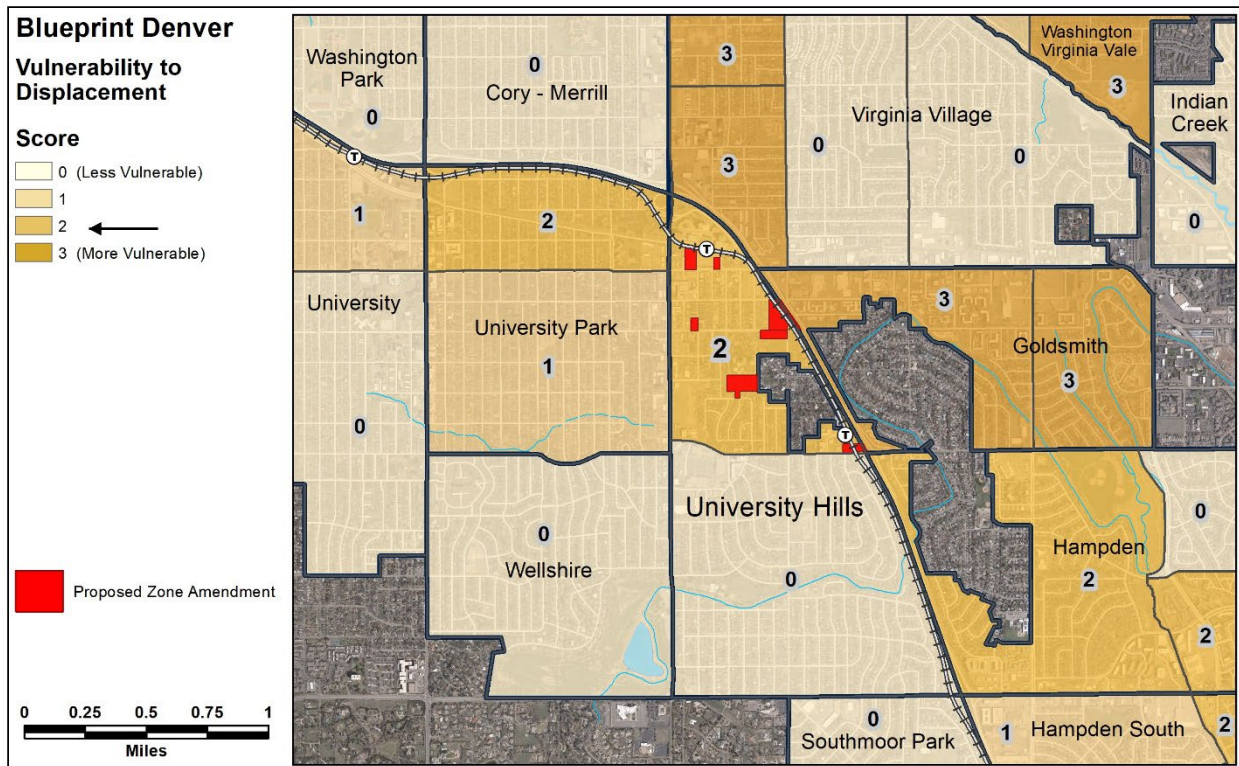 Blueprint Denver
Vulnerability to
Displacement
Score
0 (Less Vulnerable)
1
2
3 (More Vulnerable)
Proposed Zone Amendment
0 0.25 0.5 0.75 1
Miles
Washington
Park
0
0
Cory - Merrill
3
3
Virginia Village
0
0
Washington
Virginia Vale
3
Indian
Creek
0
T
1
2
T
University
0
University Park
1
2
3
Goldsmith
3
T
0
Wellshire
University Hills
0
Hampden
2
0
2
0
Southmoor Park
1
Hampden South
2